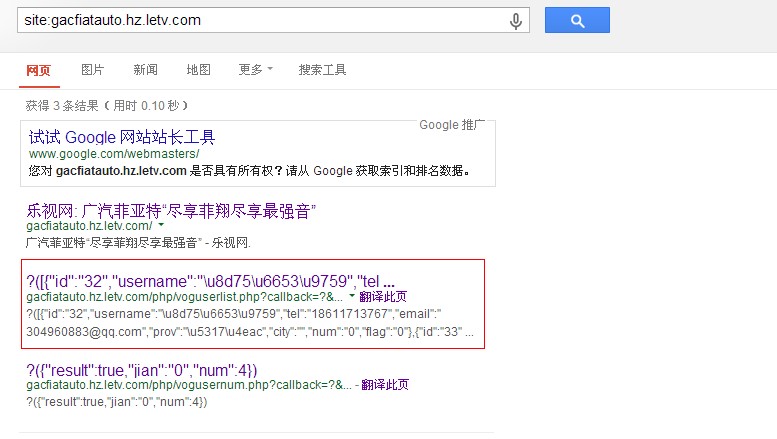 site:gacfiatauto.hz.letv.com
网页 图片 新闻 地图 更多 搜索工具
获得 3 条结果（用时 0.10 秒）
Google 推广
试试 Google 网站站长工具
www.google.com/webmasters/
您对 gacfiatauto.hz.letv.com 是否具有所有权？请从 Google 获取索引和排名数据。
乐视网: 广汽菲亚特“尽享菲翔尽享最强音”
gacfiatauto.hz.letv.com/
广汽菲亚特“尽享菲翔尽享最强音” - 乐视网.
?([{"id":"32","username":"\u8d75\u6653\u9759","tel ...
gacfiatauto.hz.letv.com/php/voguserlist.php?callback=?&... 翻译此页
?([{"id":"32","username":"\u8d75\u6653\u9759","tel":"18611713767","email":"
304960883@qq.com","prov":"\u5317\u4eac","city":"","num":"0","flag":"0"},{"id":"33" ...
?({"result":true,"jian":"0","num":4})
gacfiatauto.hz.letv.com/php/vogusernum.php?callback=?&... - 翻译此页
?({"result":true,"jian":"0","num":4})